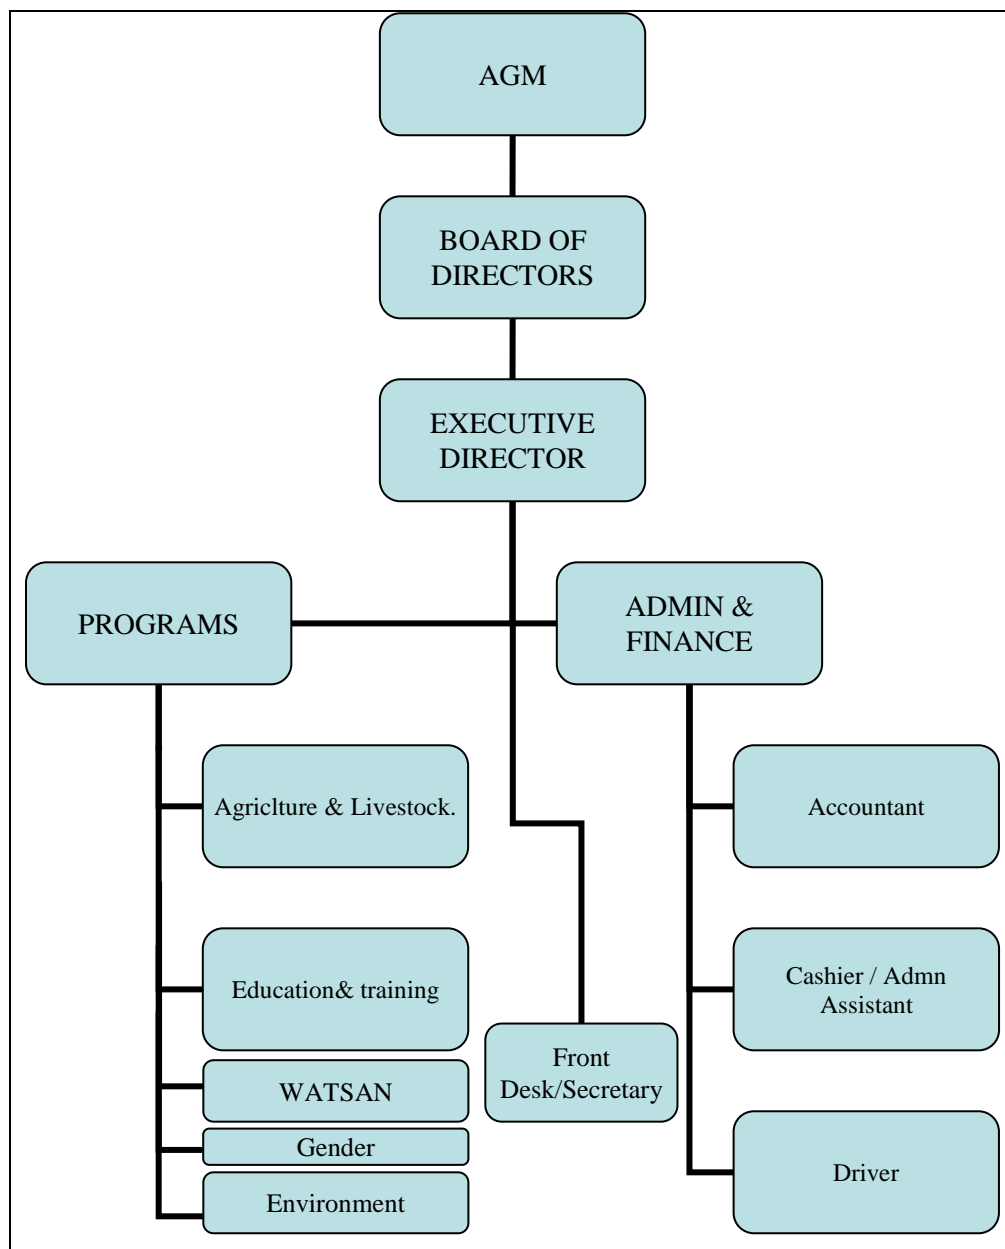 AGM
BOARD OF
DIRECTORS
EXECUTIVE
DIRECTOR
PROGRAMS
ADMIN &
FINANCE
Agriclture & Livestock.
Accountant
Education& training
Cashier / Admn
Assistant
Front
Desk/Secretary
WATSAN
Gender
Environment
Driver